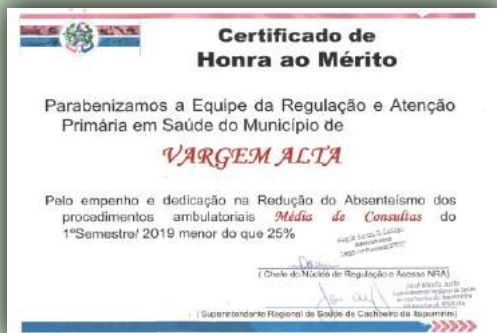 Certificado de
Honra ao Mérito
Parabenizamos a Equipe da Regulação e Atenção
Primária em Saúde do Município de
VARGEM ALTA
Pelo empenho e dedicação na Redução do Absenteísmo dos
procedimentos ambulatoriais Média de Consultas do
1ºSemestre/ 2019 menor do que 25%
( Chefe do Núcleo de Regulação e Acesso NRA)
( Superintendente Regional de Saúde de Cachoeiro de Itapemirim)